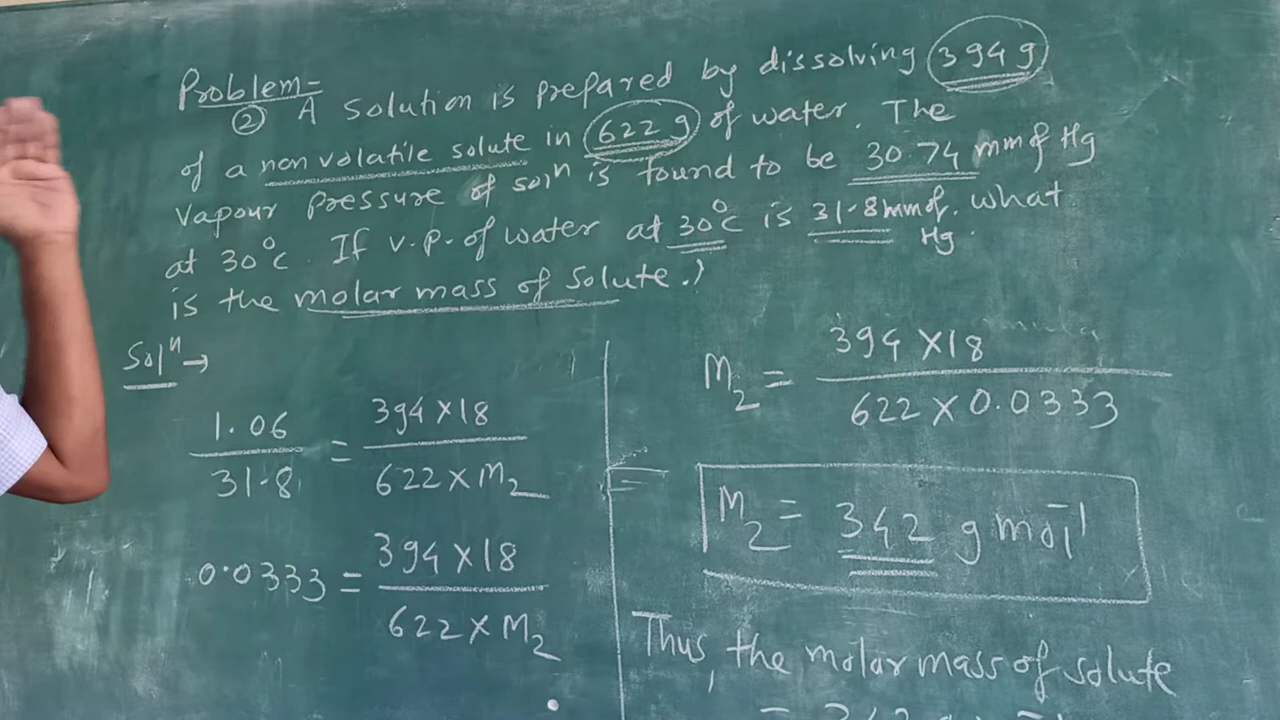 Problem-
② A solution is prepared by dissolving 394 g
of a non volatile solute in 622 g of water. The
vapour pressure of solⁿ is found to be 30.74 mm of Hg
at 30°C. If v.p. of water at 30°C is 31.8 mm of. what
Hg.
is the molar mass of solute.?
Solⁿ →
1.06 / 31.8 = 394 × 18 / 622 × M₂
0.0333 = 394 × 18 / 622 × M₂
M₂ = 394 × 18 / 622 × 0.0333
M₂ = 342 g mol⁻¹
Thus, the molar mass of solute
= 342 g